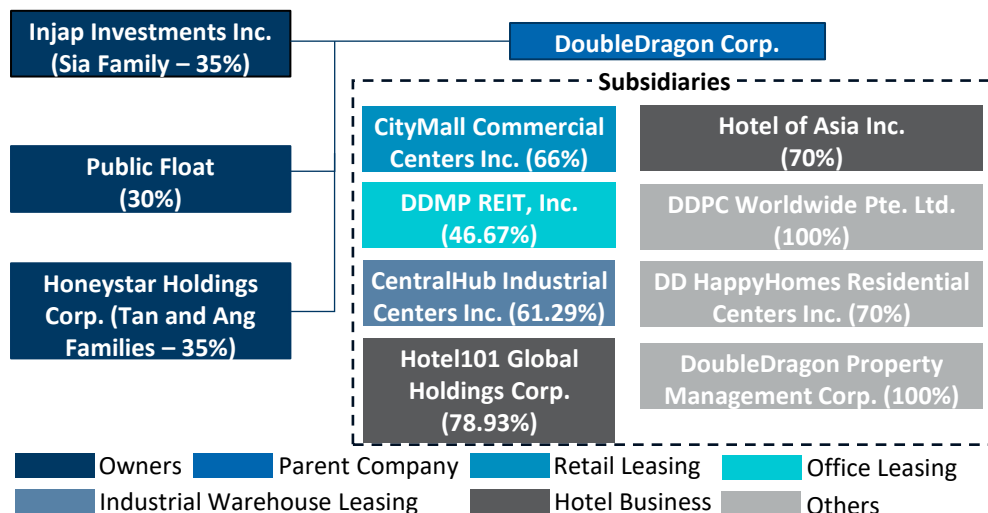 Injap Investments Inc.
(Sia Family – 35%)
DoubleDragon Corp.
Public Float
(30%)
Honeystar Holdings
Corp. (Tan and Ang
Families – 35%)
Subsidiaries
CityMall Commercial
Centers Inc. (66%)
Hotel of Asia Inc.
(70%)
DDMP REIT, Inc.
(46.67%)
DDPC Worldwide Pte. Ltd.
(100%)
CentralHub Industrial
Centers Inc. (61.29%)
DD HappyHomes Residential
Centers Inc. (70%)
Hotel101 Global
Holdings Corp.
(78.93%)
DoubleDragon Property
Management Corp. (100%)
Owners
Parent Company
Retail Leasing
Office Leasing
Industrial Warehouse Leasing
Hotel Business
Others